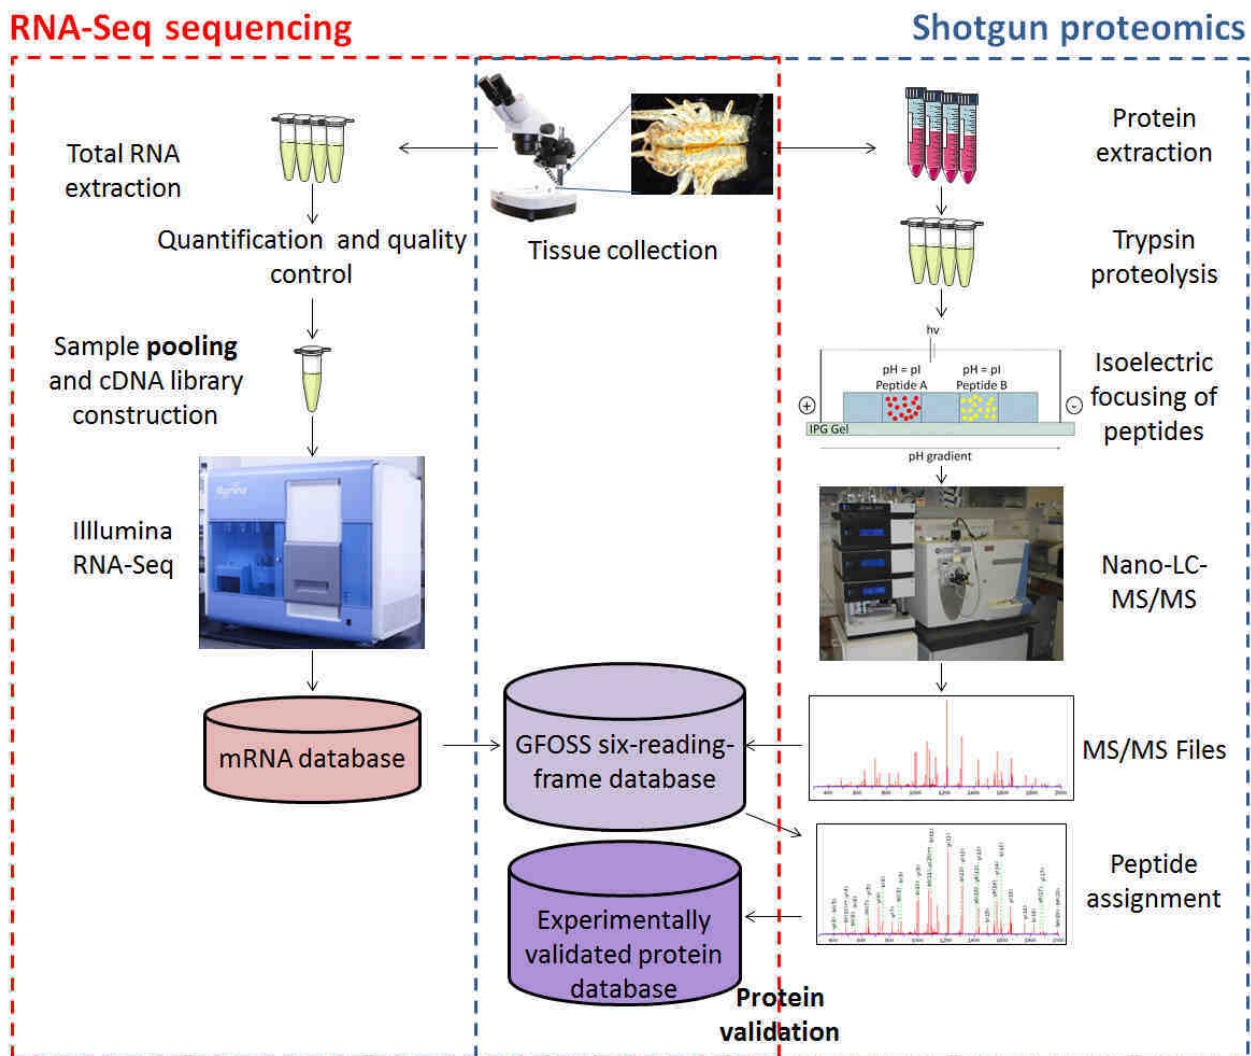 RNA-Seq sequencing
Shotgun proteomics
Total RNA
extraction
Quantification and quality
control
Sample pooling
and cDNA library
construction
Illlumina
RNA-Seq
mRNA database
Tissue collection
GFOSS six-reading-
frame database
Experimentally
validated protein
database
Protein
validation
Protein
extraction
Trypsin
proteolysis
hv
pH = pI
Peptide A
pH = pI
Peptide B
+
-
IPG Gel
pH gradient
Isoelectric
focusing of
peptides
Nano-LC-
MS/MS
MS/MS Files
Peptide
assignment